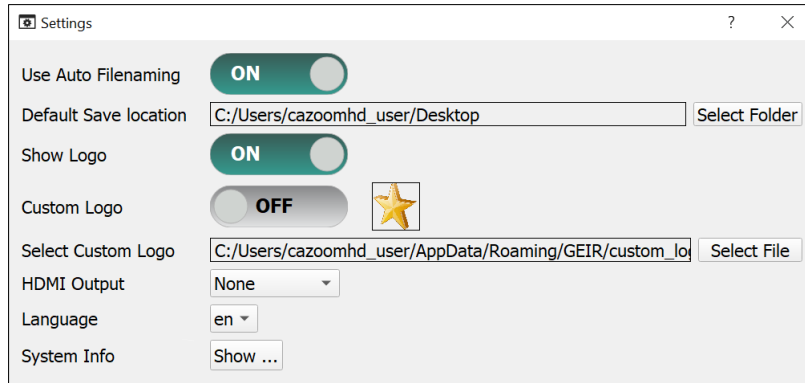 Settings ?
Use Auto Filenaming ON
Default Save location C:/Users/cazoomhd_user/Desktop Select Folder
Show Logo ON
Custom Logo OFF
Select Custom Logo C:/Users/cazoomhd_user/AppData/Roaming/GEIR/custom_lo Select File
HDMI Output None
Language en
System Info Show ...